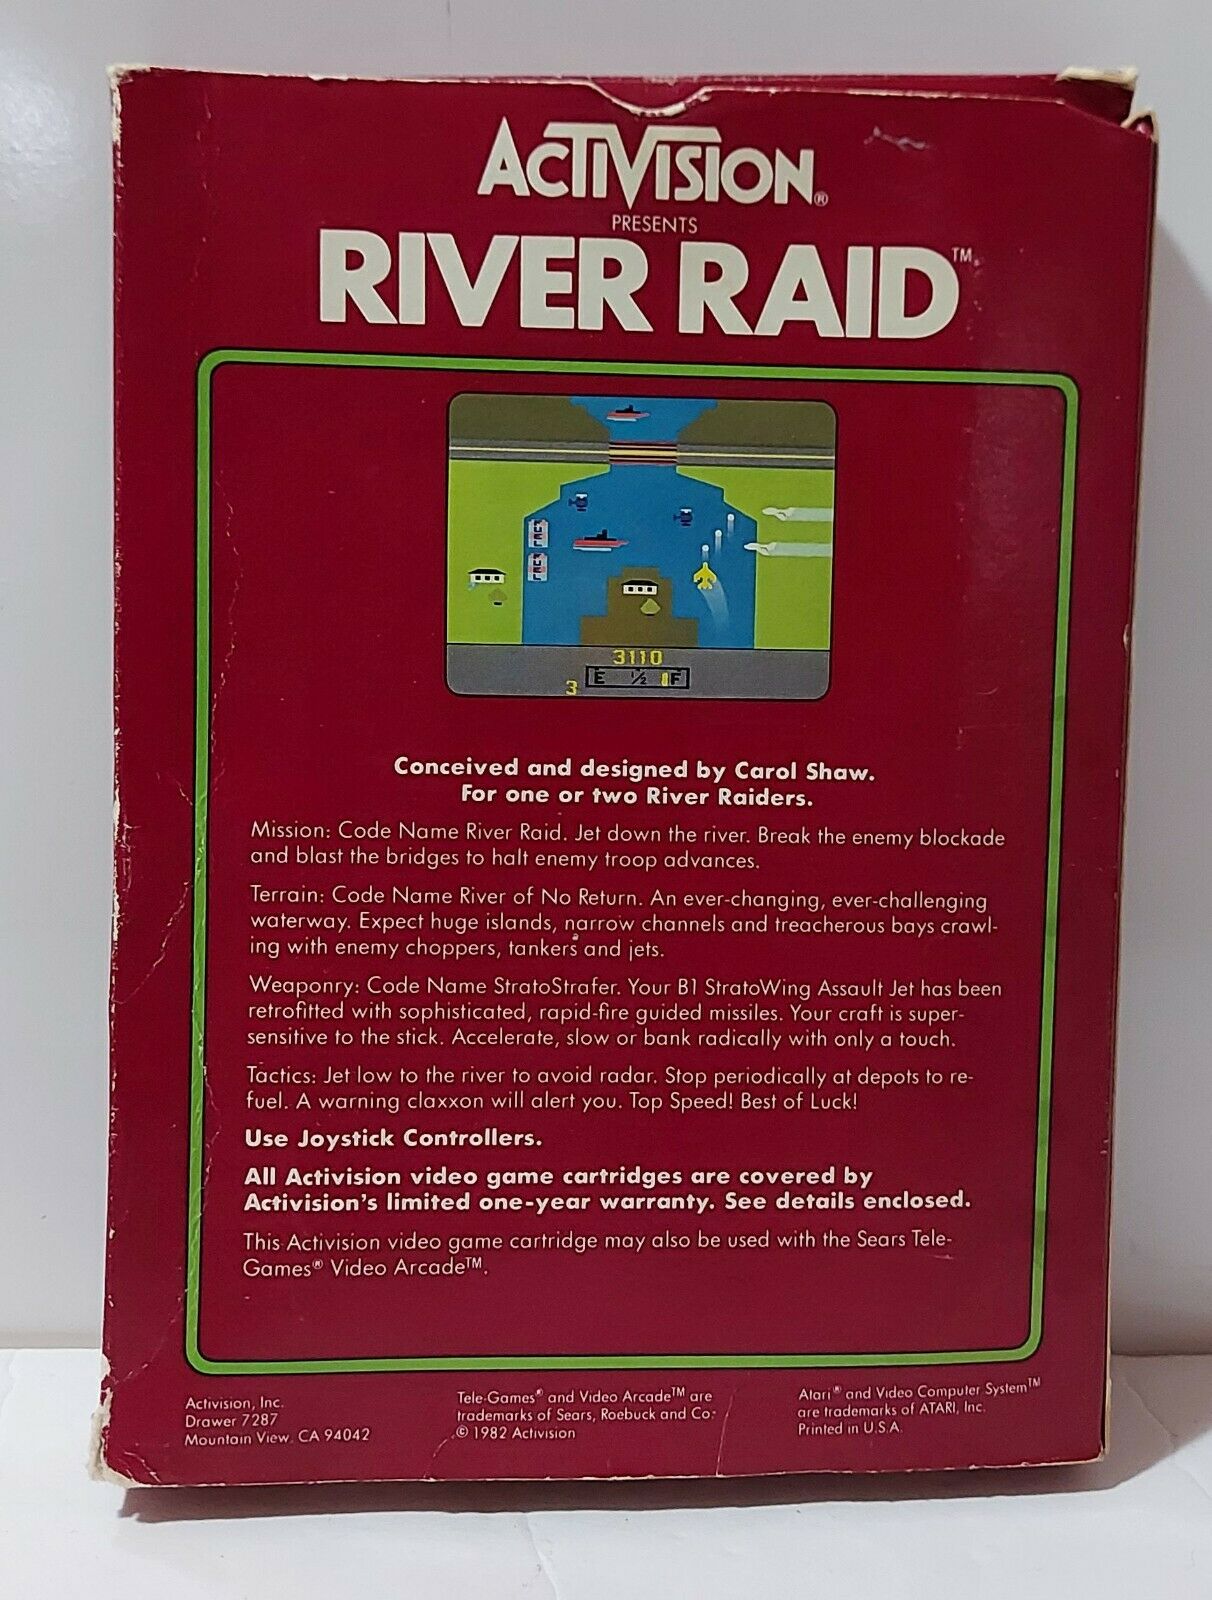 ACTIVISION®
PRESENTS
RIVER RAID™
FUEL
FUEL
3110
E 1/2 F
3
Conceived and designed by Carol Shaw.
For one or two River Raiders.
Mission: Code Name River Raid. Jet down the river. Break the enemy blockade
and blast the bridges to halt enemy troop advances.
Terrain: Code Name River of No Return. An ever-changing, ever-challenging
waterway. Expect huge islands, narrow channels and treacherous bays crawl-
ing with enemy choppers, tankers and jets.
Weaponry: Code Name StratoStrafer. Your B1 StratoWing Assault Jet has been
retrofitted with sophisticated, rapid-fire guided missiles. Your craft is super-
sensitive to the stick. Accelerate, slow or bank radically with only a touch.
Tactics: Jet low to the river to avoid radar. Stop periodically at depots to re-
fuel. A warning claxxon will alert you. Top Speed! Best of Luck!
Use Joystick Controllers.
All Activision video game cartridges are covered by
Activision's limited one-year warranty. See details enclosed.
This Activision video game cartridge may also be used with the Sears Tele-
Games® Video Arcade™.
Activision, Inc.
Drawer 7287
Mountain View, CA 94042
Tele-Games® and Video Arcade™ are
trademarks of Sears, Roebuck and Co.
© 1982 Activision
Atari® and Video Computer System™
are trademarks of ATARI, Inc.
Printed in U.S.A.